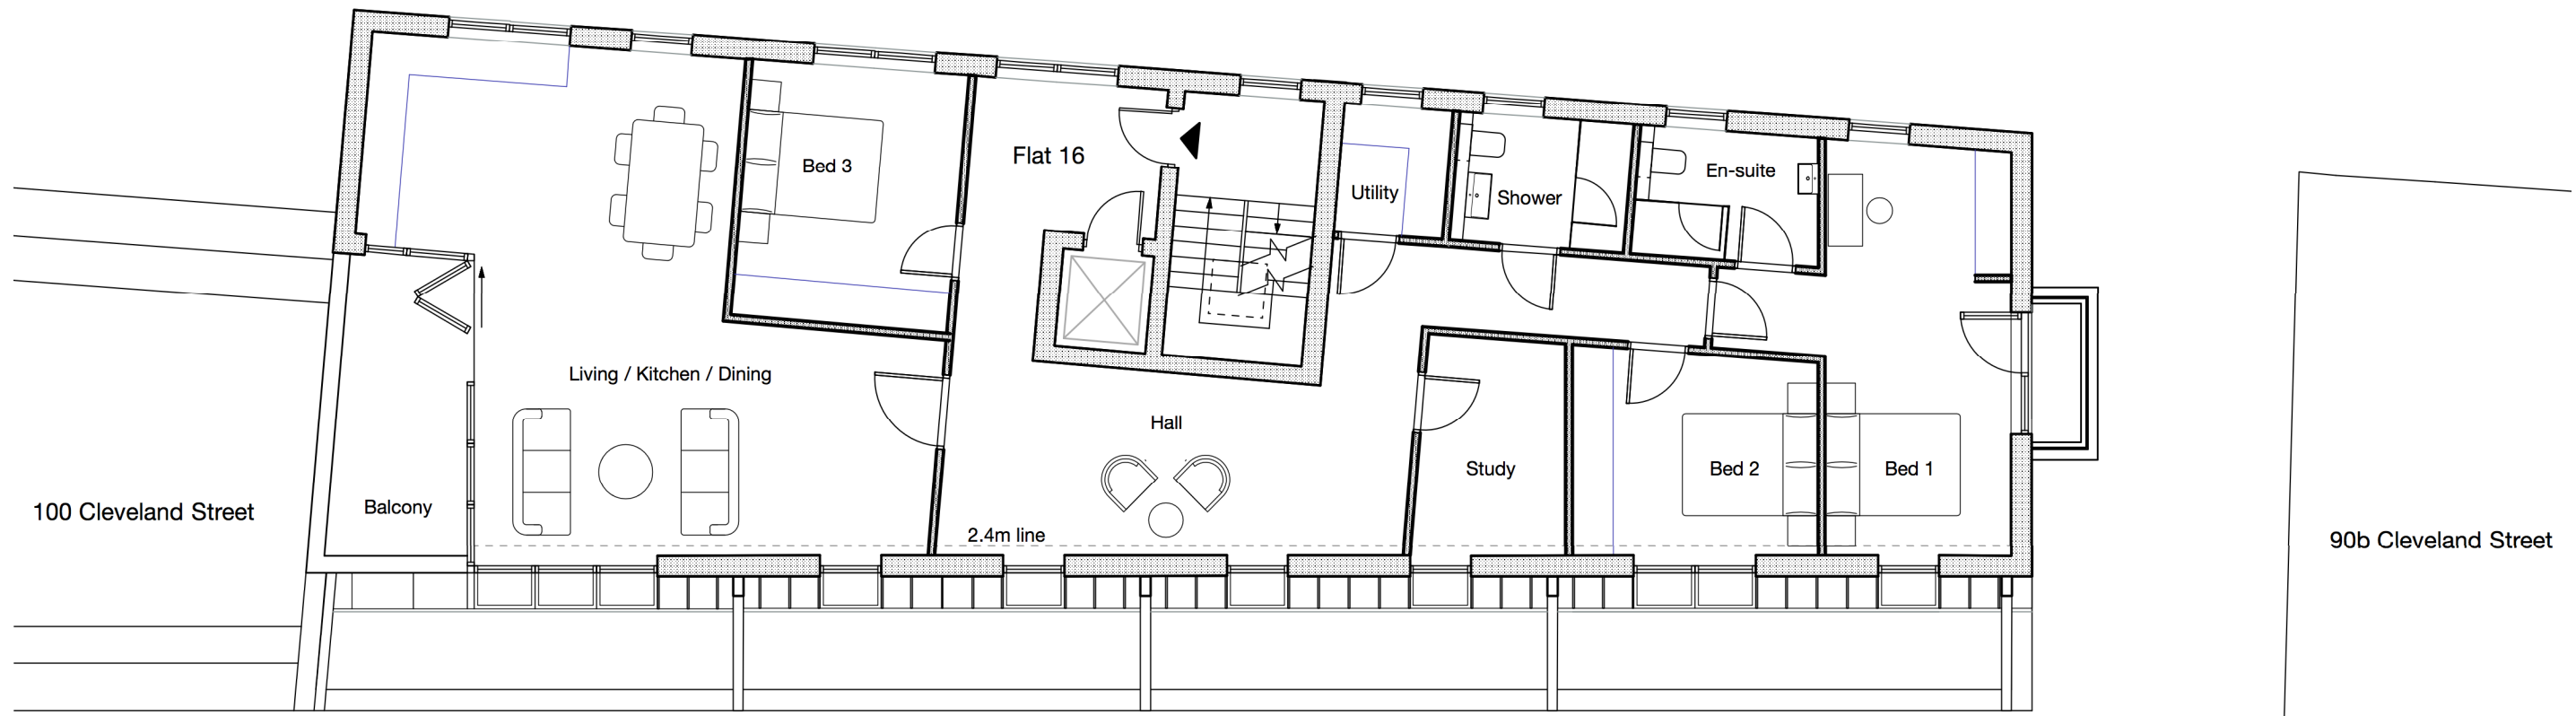 Flat 16
Bed 3
Utility
Shower
En-suite
Living / Kitchen / Dining
Hall
Study
Bed 2
Bed 1
Balcony
100 Cleveland Street
2.4m line
90b Cleveland Street